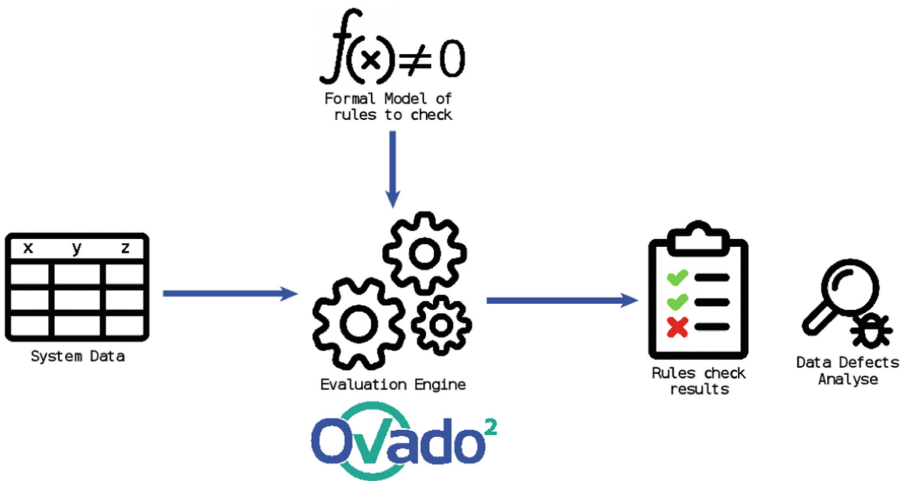 f(x)≠0
Formal Model of
rules to check
x y z
System Data
Evaluation Engine
Ovado²
Rules check
results
Data Defects
Analyse